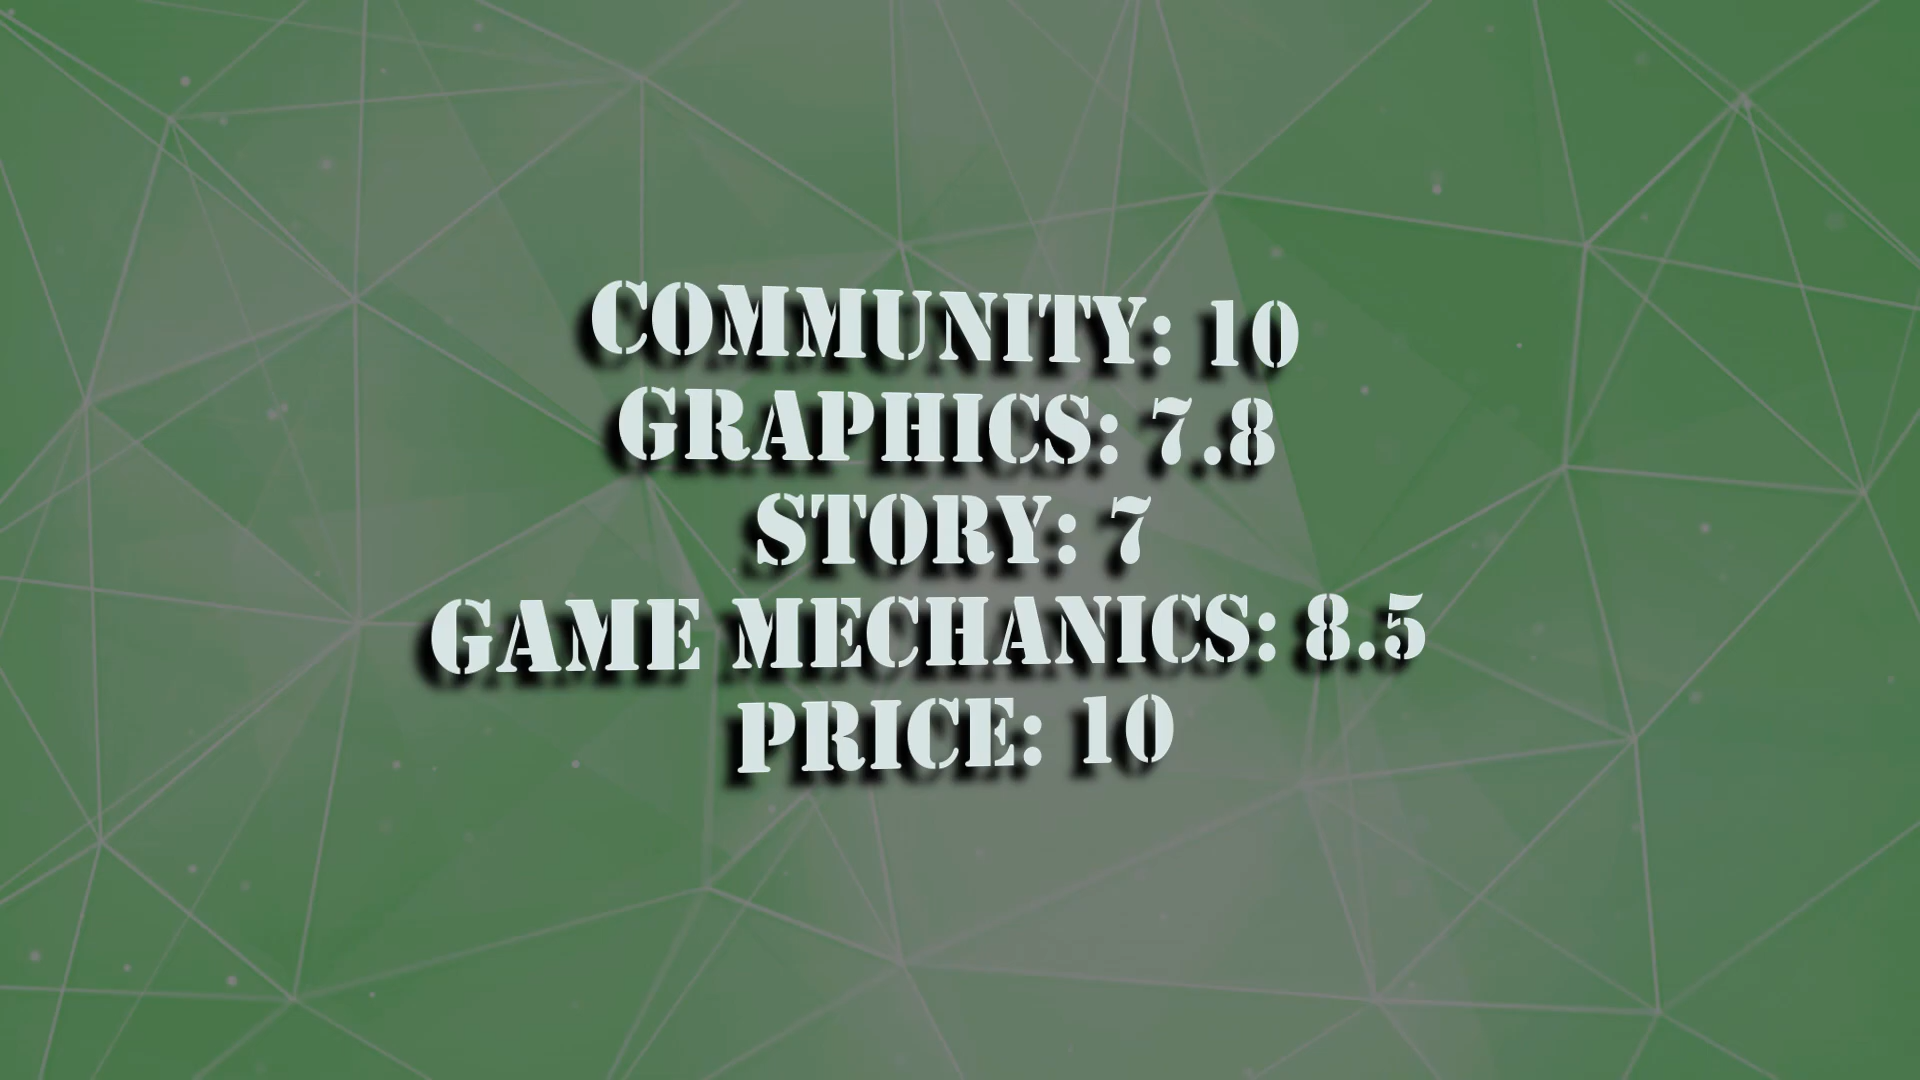 COMMUNITY: 10
GRAPHICS: 7.8
STORY: 7
GAME MECHANICS: 8.5
PRICE: 10